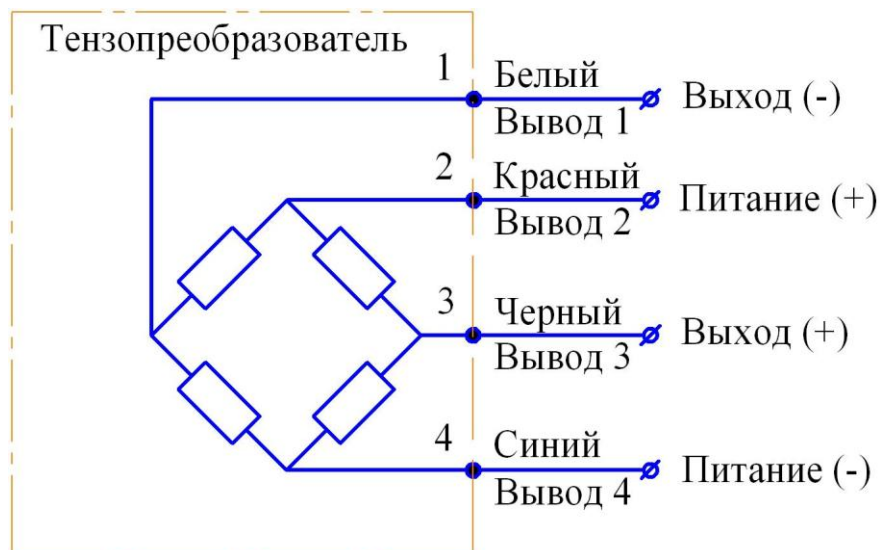 Тензопреобразователь
1 Белый
Вывод 1
Выход (-)
2 Красный
Вывод 2
Питание (+)
3 Черный
Вывод 3
Выход (+)
4 Синий
Вывод 4
Питание (-)